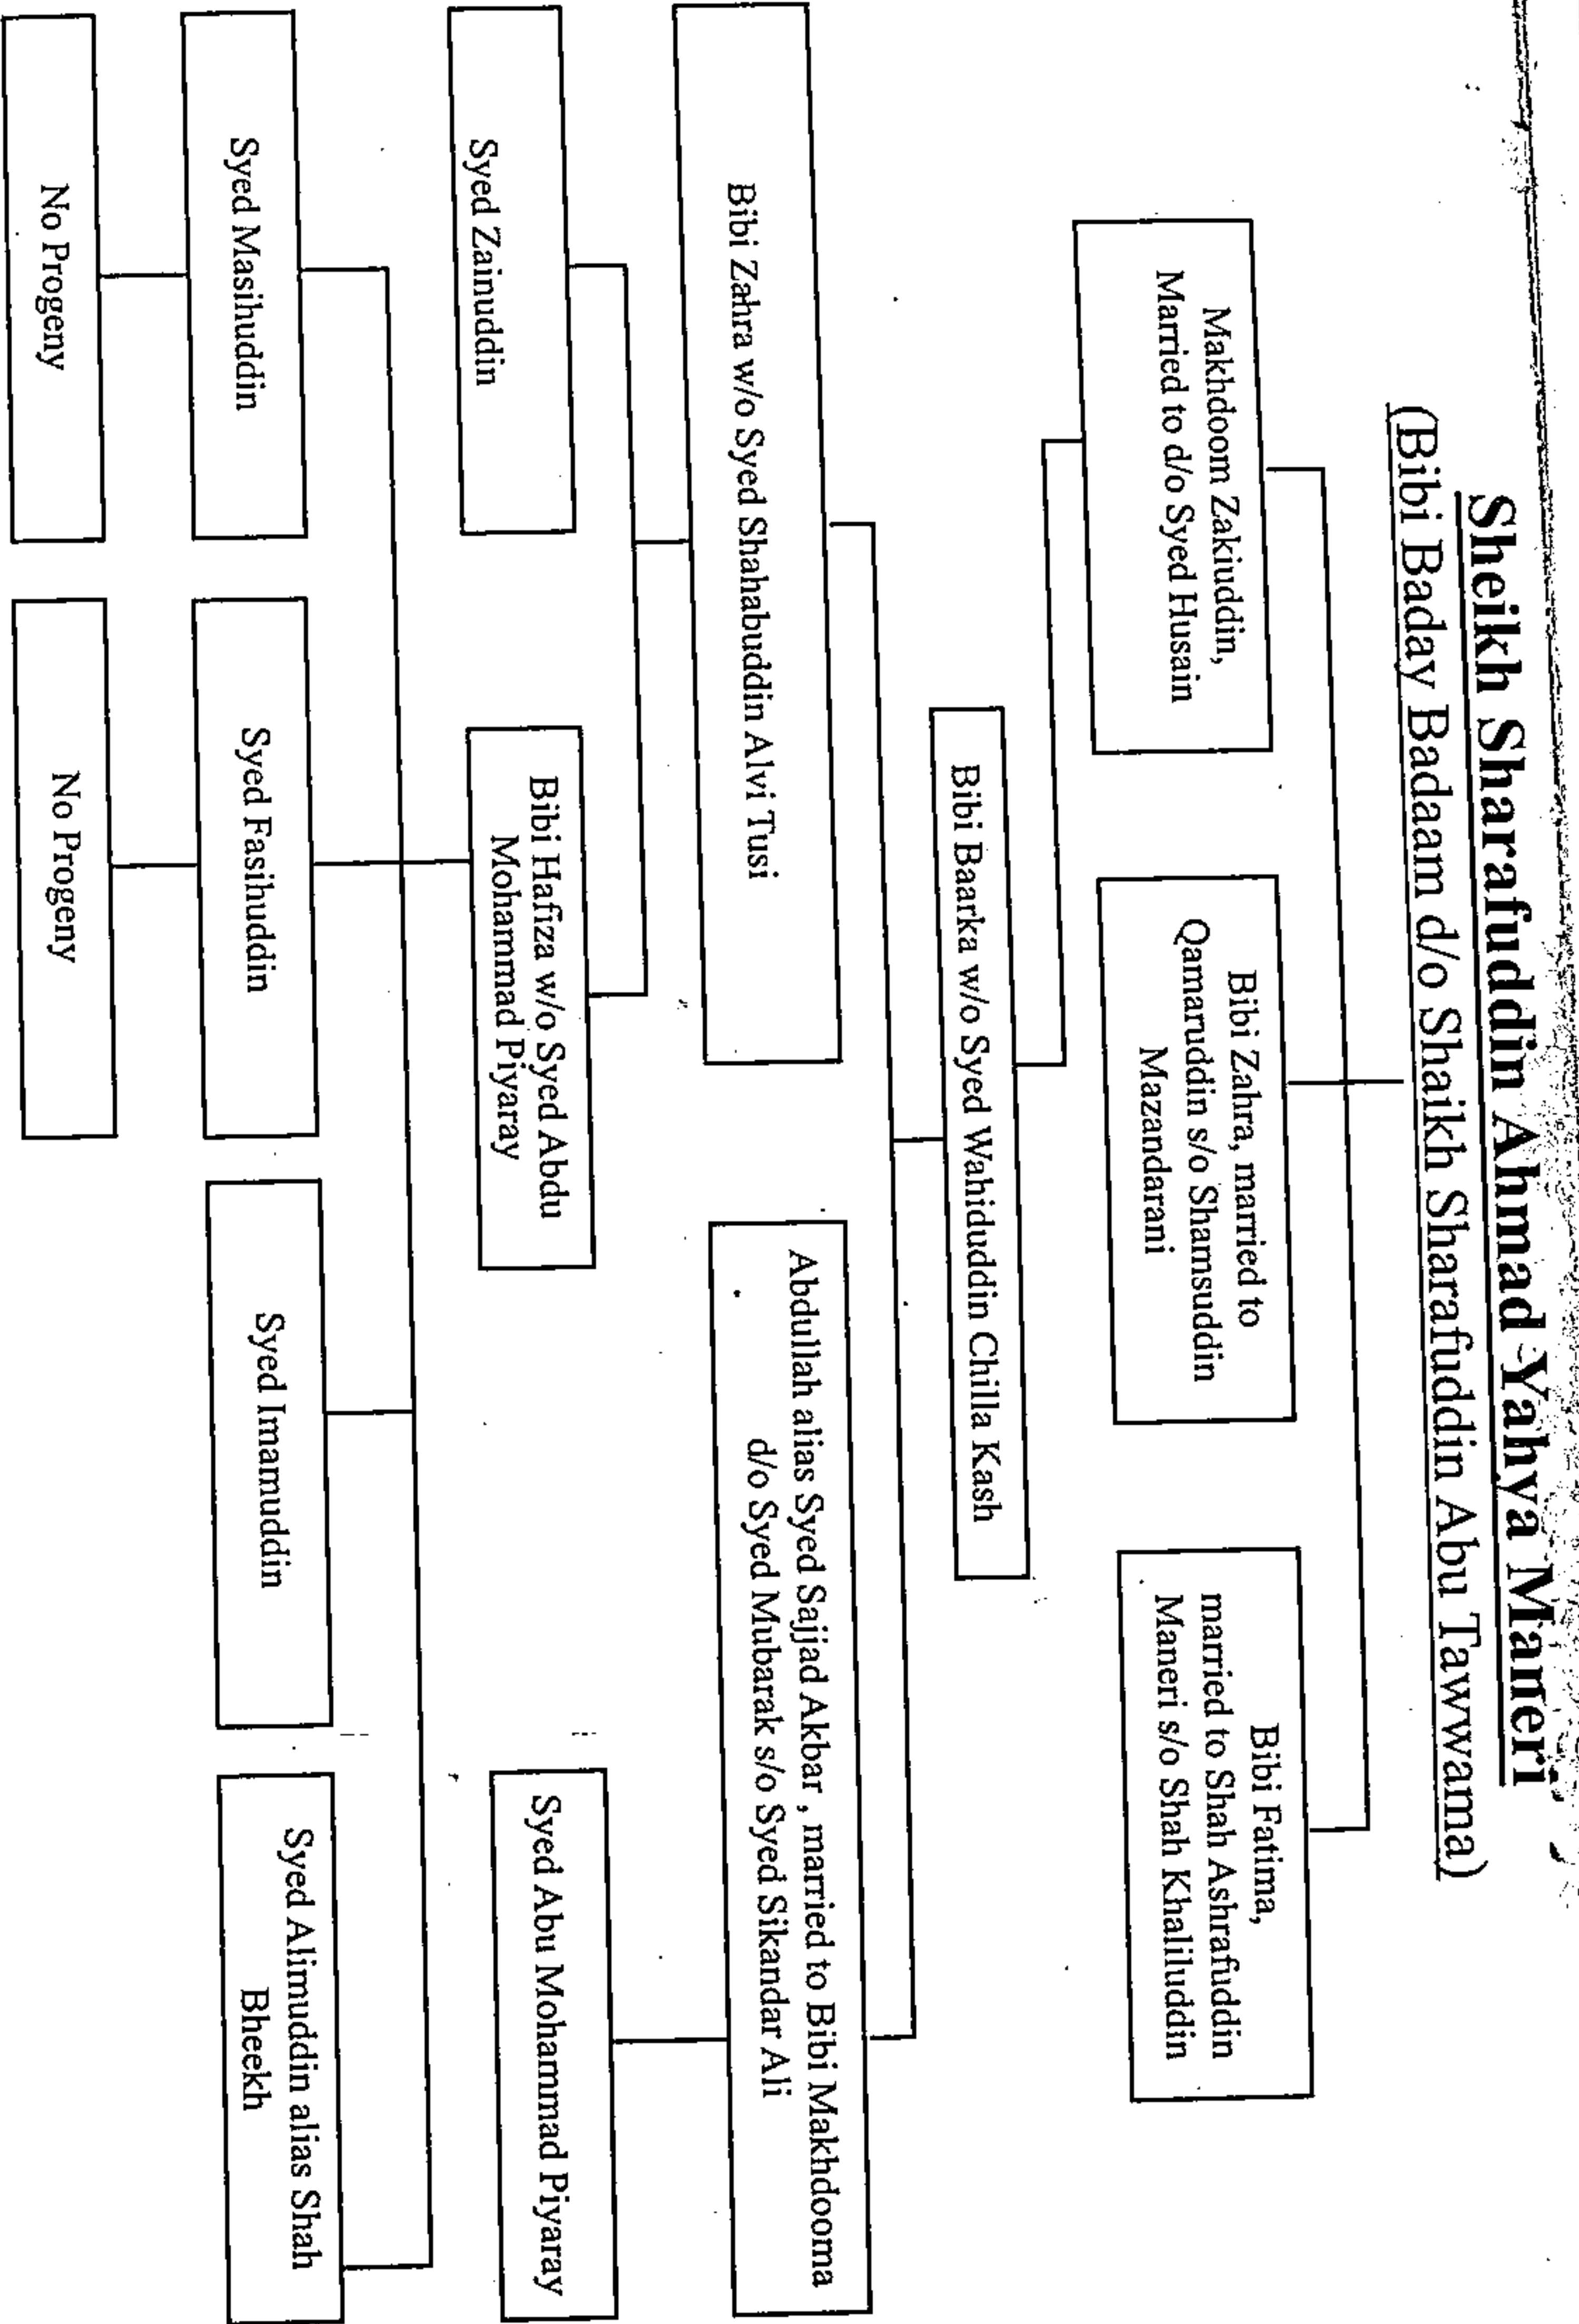 Sheikh Sharafuddin Ahmad Yahya Maneri
(Bibi Baday Badaam d/o Shaikh Sharafuddin Abu Tawwama)
Makhdoom Zakiuddin,
Married to d/o Syed Husain
Bibi Zahra, married to
Qamaruddin s/o Shamsuddin
Mazandarani
Bibi Fatima,
married to Shah Ashrafuddin
Maneri s/o Shah Khaliluddin
Bibi Baarka w/o Syed Wahiduddin Chilla Kash
Bibi Zahra w/o Syed Shahabuddin Alvi Tusi
Abdullah alias Syed Sajjad Akbar , married to Bibi Makhdooma
d/o Syed Mubarak s/o Syed Sikandar Ali
Syed Zainuddin
Bibi Hafiza w/o Syed Abdu
Mohammad Piyaray
Syed Abu Mohammad Piyaray
Syed Masihuddin
Syed Fasihuddin
Syed Imamuddin
Syed Alimuddin alias Shah
Bheekh
No Progeny
No Progeny